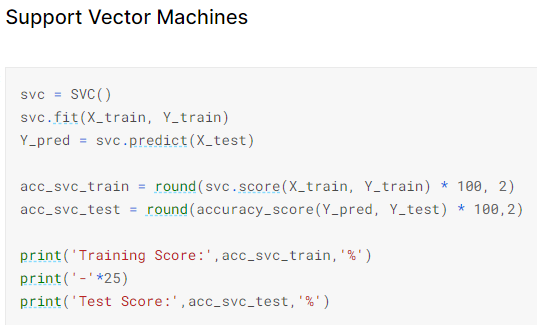 Support Vector Machines
svc = SVC()
svc.fit(X_train, Y_train)
Y_pred = svc.predict(X_test)
acc_svc_train = round(svc.score(X_train, Y_train) * 100, 2)
acc_svc_test = round(accuracy_score(Y_pred, Y_test) * 100,2)
print('Training Score:',acc_svc_train,'%')
print('-'*25)
print('Test Score:',acc_svc_test,'%')